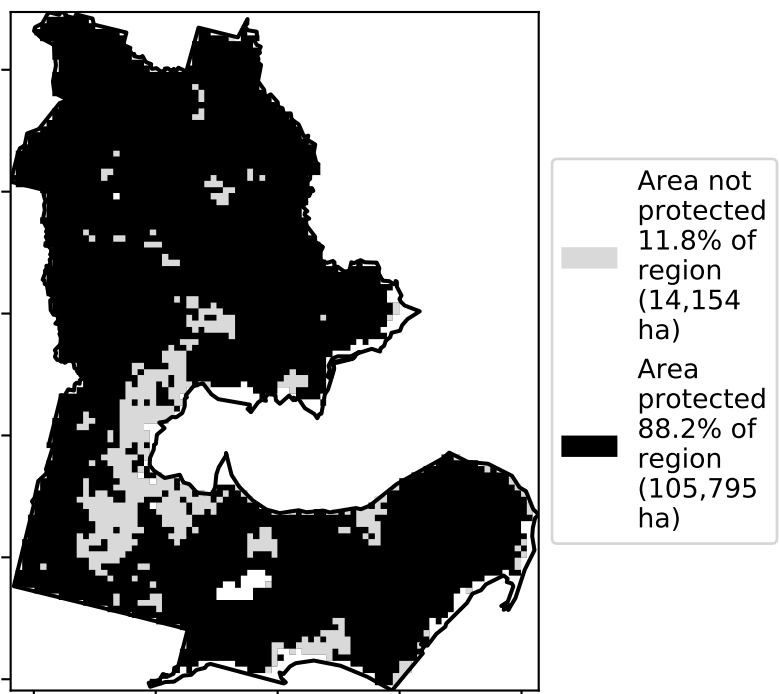 Area not
protected
11.8% of
region
(14,154
ha)
Area
protected
88.2% of
region
(105,795
ha)